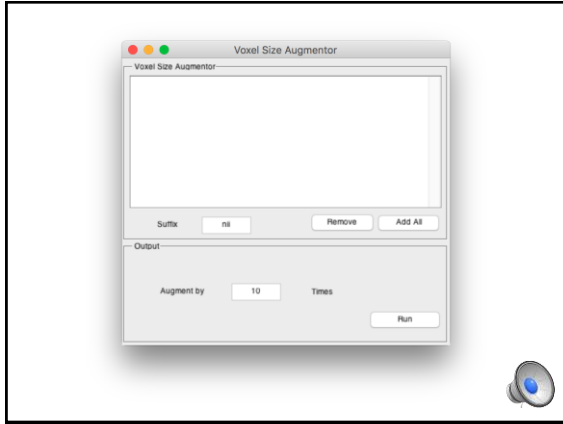 Voxel Size Augmentor
Voxel Size Augmentor
Suffix nii Remove Add All
Output
Augment by 10 Times
Run